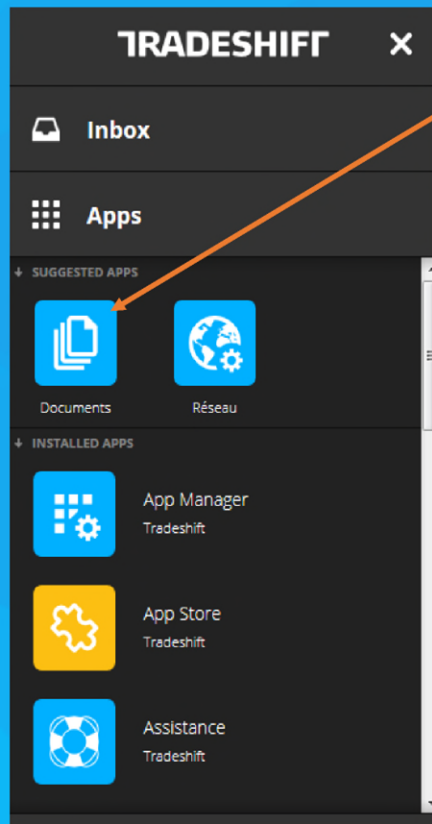 TRADESHIFT
Inbox
Apps
SUGGESTED APPS
Documents
Réseau
INSTALLED APPS
App Manager
Tradeshift
App Store
Tradeshift
Assistance
Tradeshift